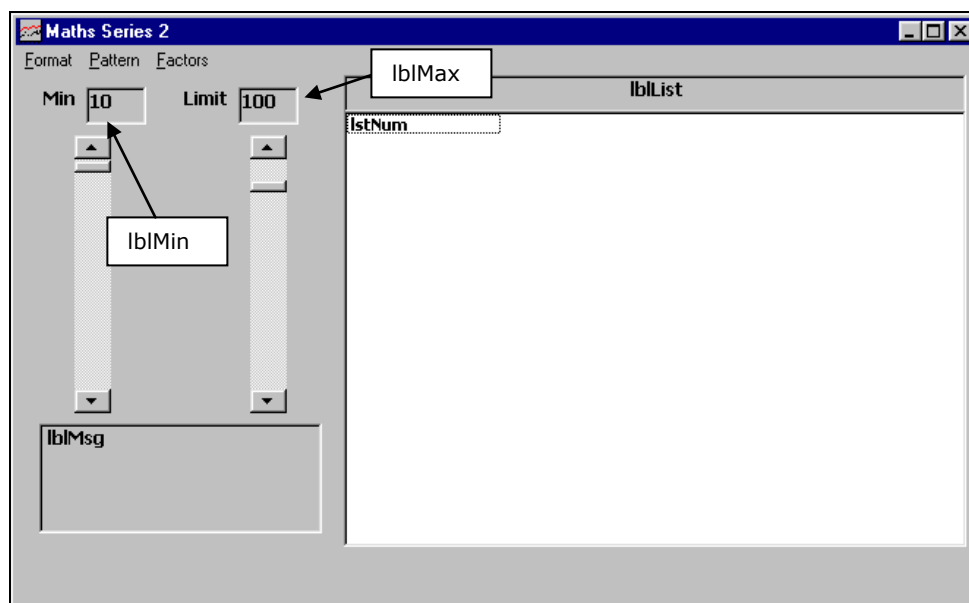 Maths Series 2
Format Pattern Factors
lblMax
lblList
Min 10 Limit 100
lstNum
lblMin
lblMsg